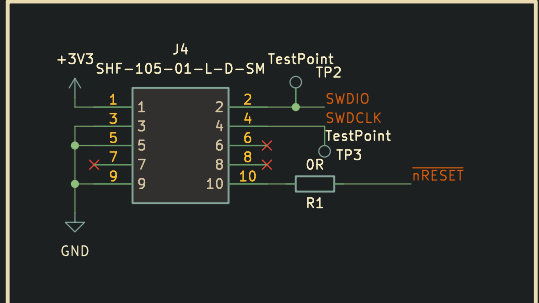 J4
+3V3
SHF-105-01-L-D-SM
TestPoint
TP2
1 1 2 2 SWDIO
3 3 4 4 SWDCLK
5 5 6 6 TestPoint
7 7 8 8 TP3
9 9 10 10 0R nRESET
R1
GND